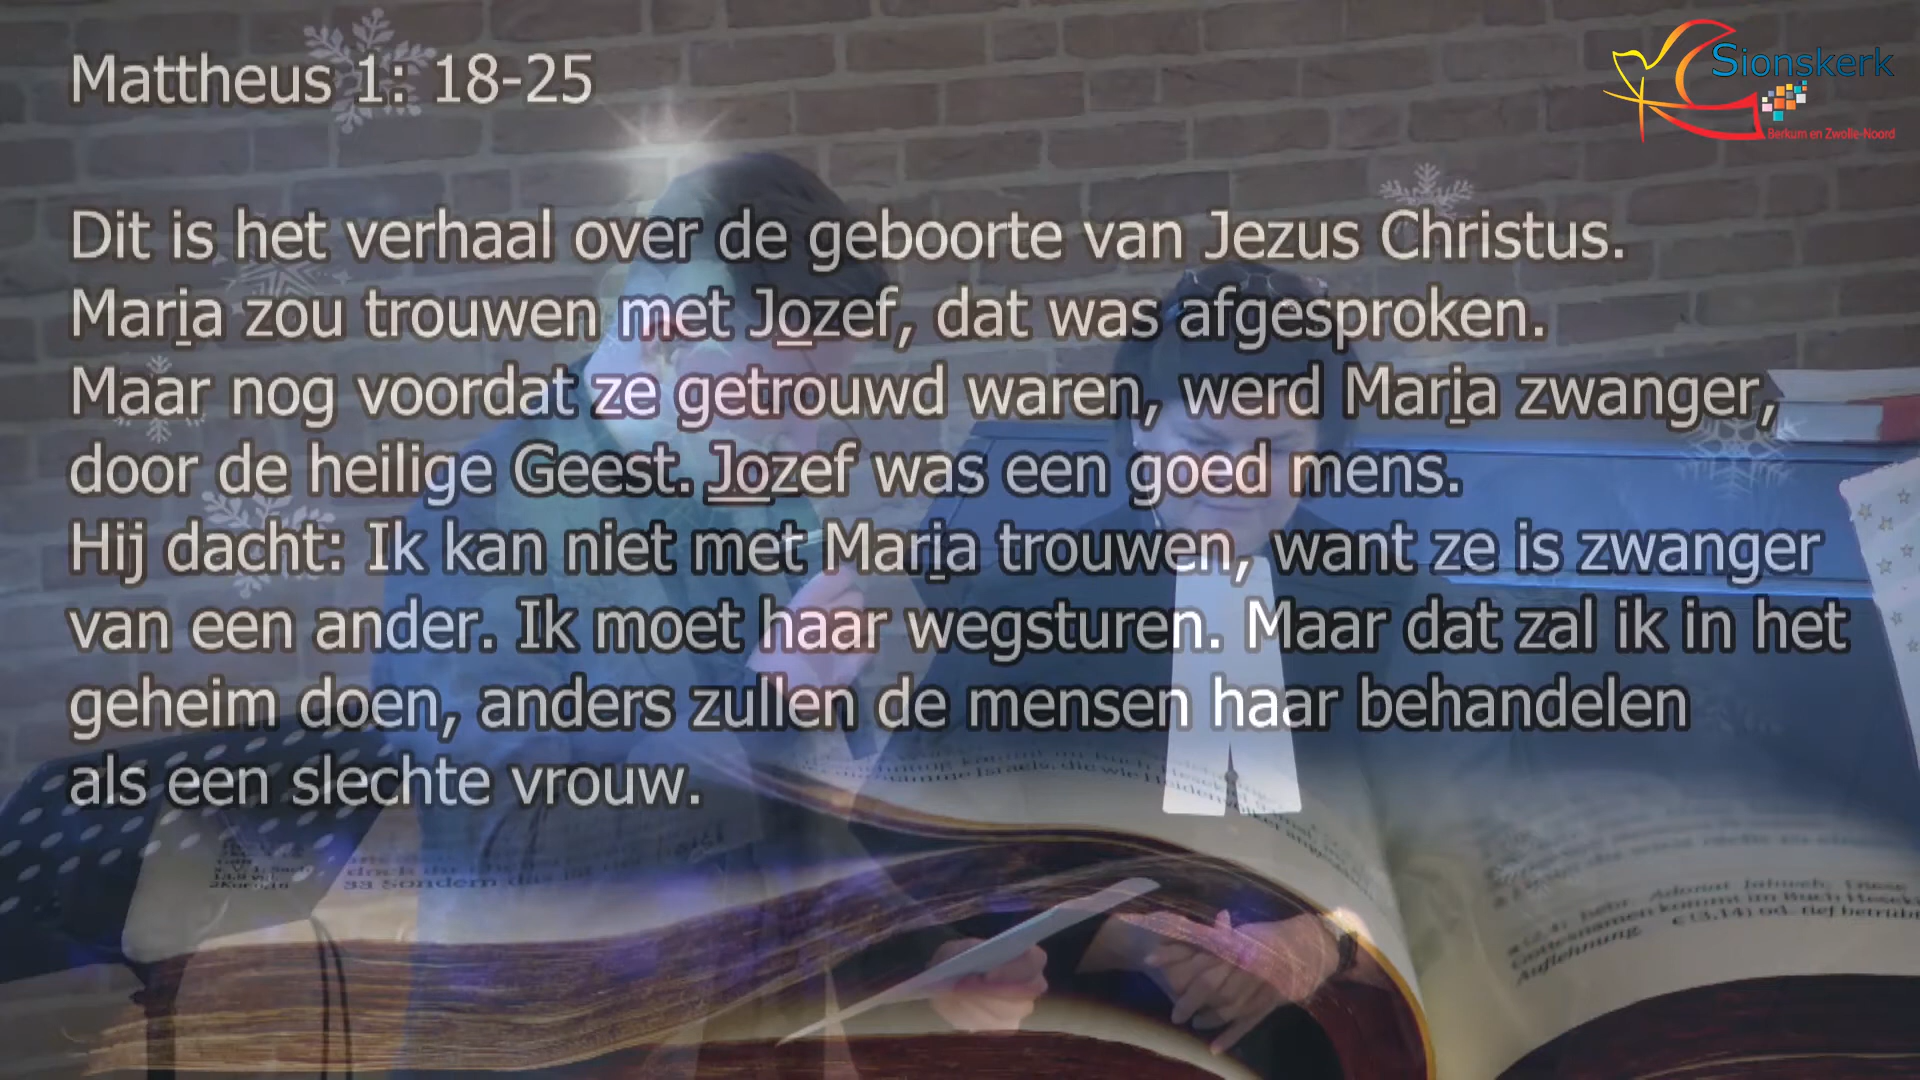 Mattheus 1: 18-25
Sionskerk
Berkum en Zwolle-Noord
Dit is het verhaal over de geboorte van Jezus Christus.
Maria zou trouwen met Jozef, dat was afgesproken.
Maar nog voordat ze getrouwd waren, werd Maria zwanger,
door de heilige Geest. Jozef was een goed mens.
Hij dacht: Ik kan niet met Maria trouwen, want ze is zwanger
van een ander. Ik moet haar wegsturen. Maar dat zal ik in het
geheim doen, anders zullen de mensen haar behandelen
als een slechte vrouw.